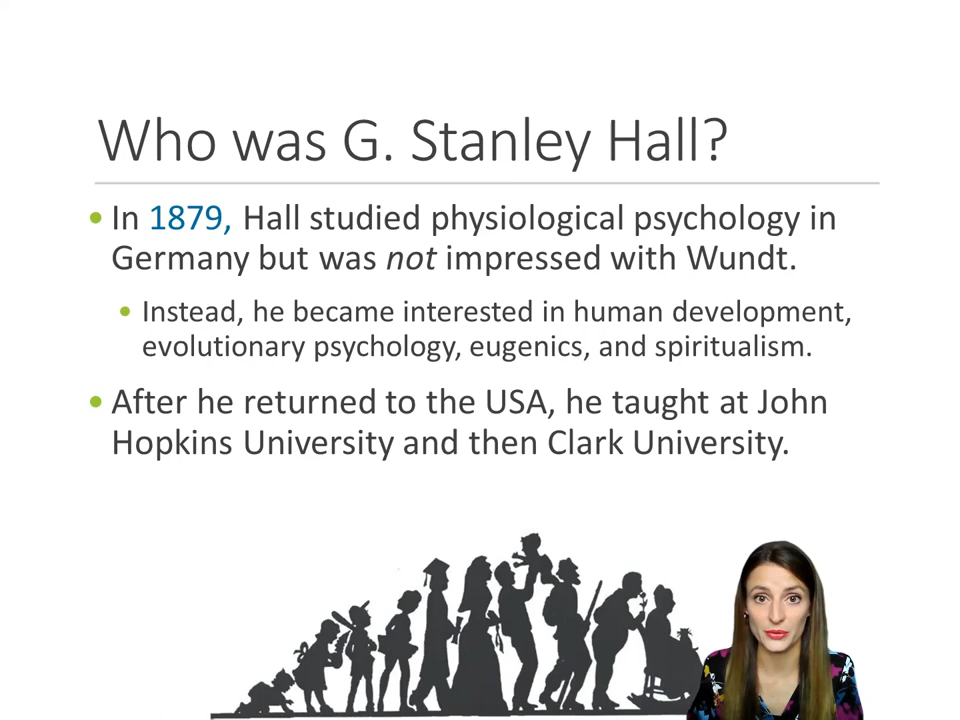 Who was G. Stanley Hall?
• In 1879, Hall studied physiological psychology in
Germany but was not impressed with Wundt.
• Instead, he became interested in human development,
evolutionary psychology, eugenics, and spiritualism.
• After he returned to the USA, he taught at John
Hopkins University and then Clark University.